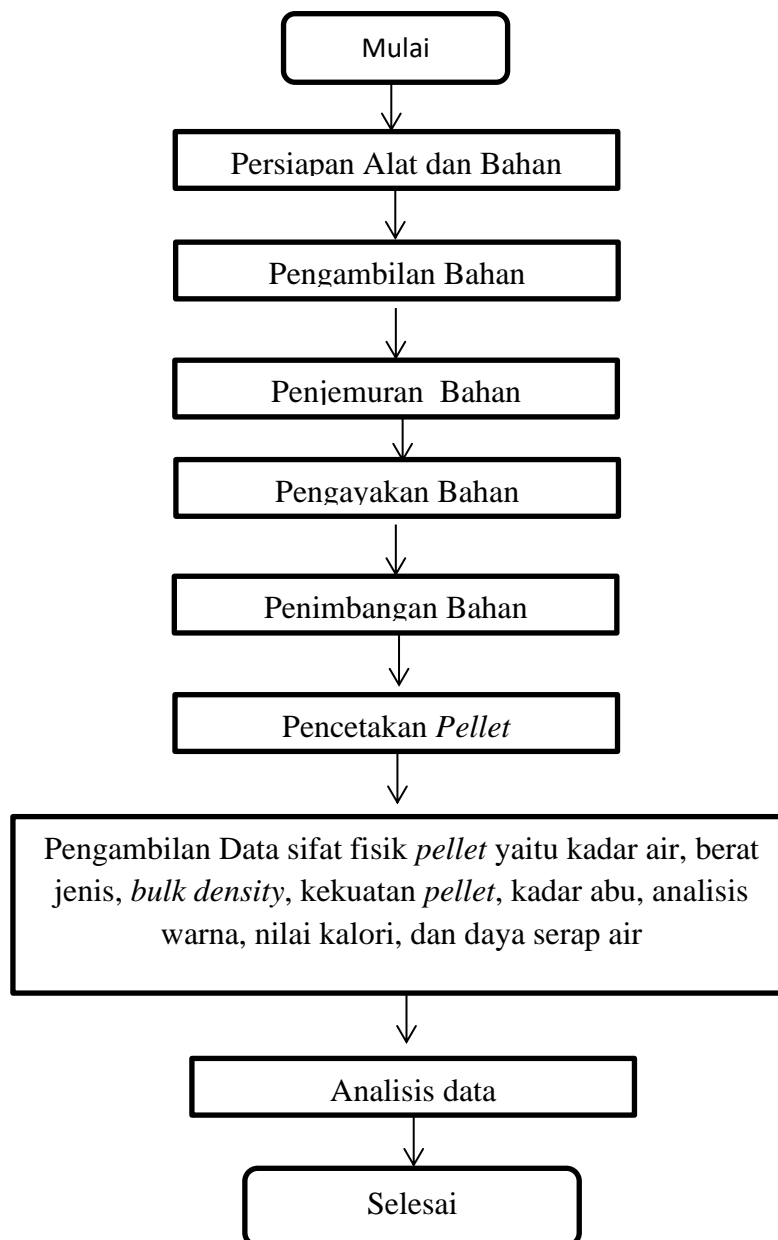 Mulai
Persiapan Alat dan Bahan
Pengambilan Bahan
Penjemuran Bahan
Pengayakan Bahan
Penimbangan Bahan
Pencetakan Pellet
Pengambilan Data sifat fisik pellet yaitu kadar air, berat
jenis, bulk density, kekuatan pellet, kadar abu, analisis
warna, nilai kalori, dan daya serap air
Analisis data
Selesai